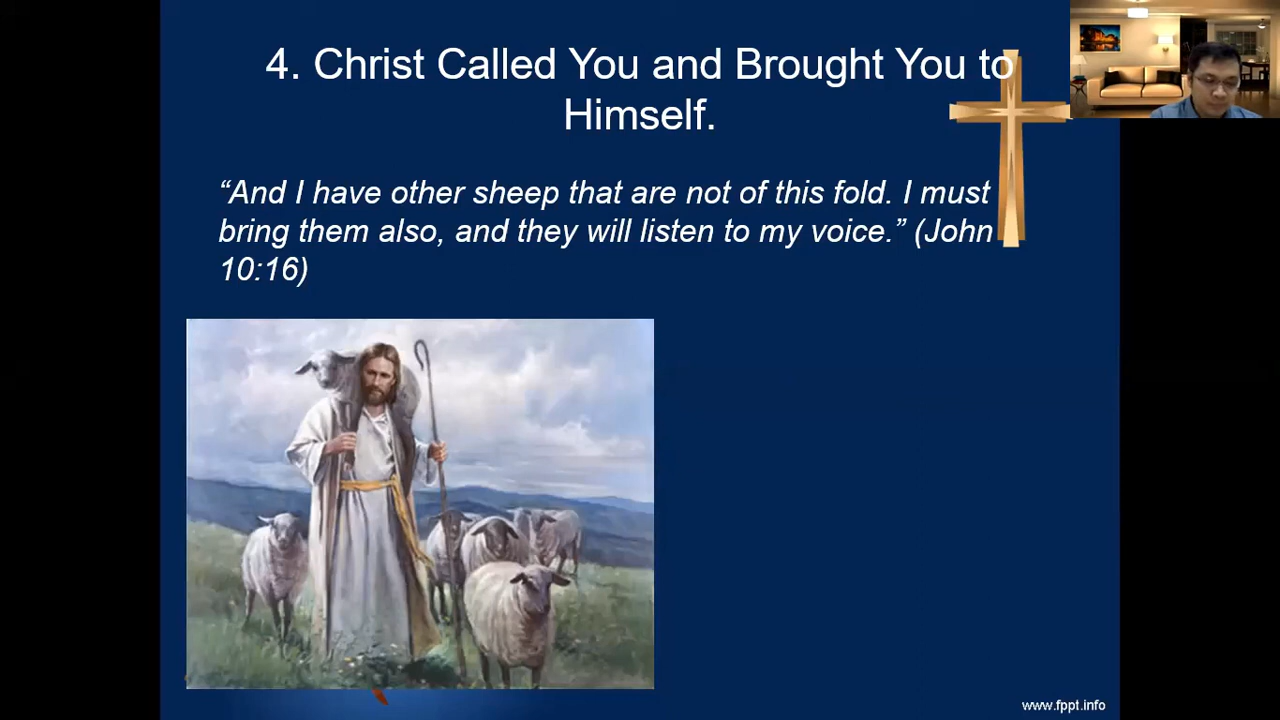 4. Christ Called You and Brought You to
Himself.
“And I have other sheep that are not of this fold. I must
bring them also, and they will listen to my voice.” (John
10:16)
www.fppt.info